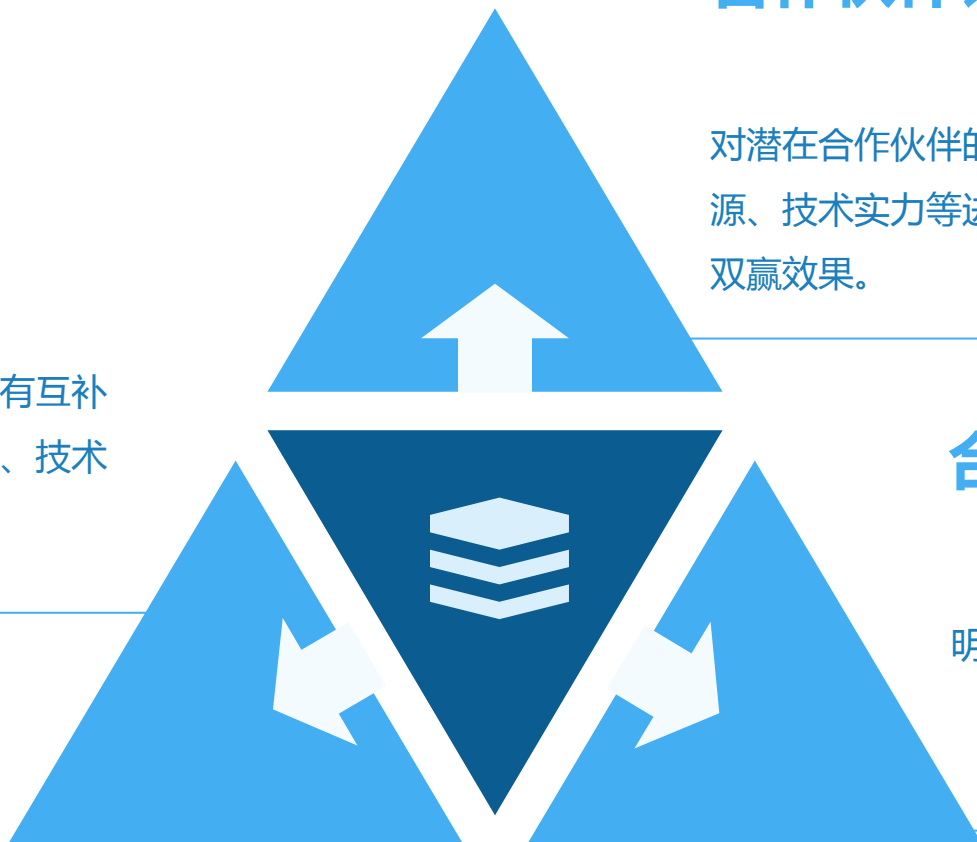 对潜在合作伙伴的
源、技术实力等进
双赢效果。
有互补
、技术
明